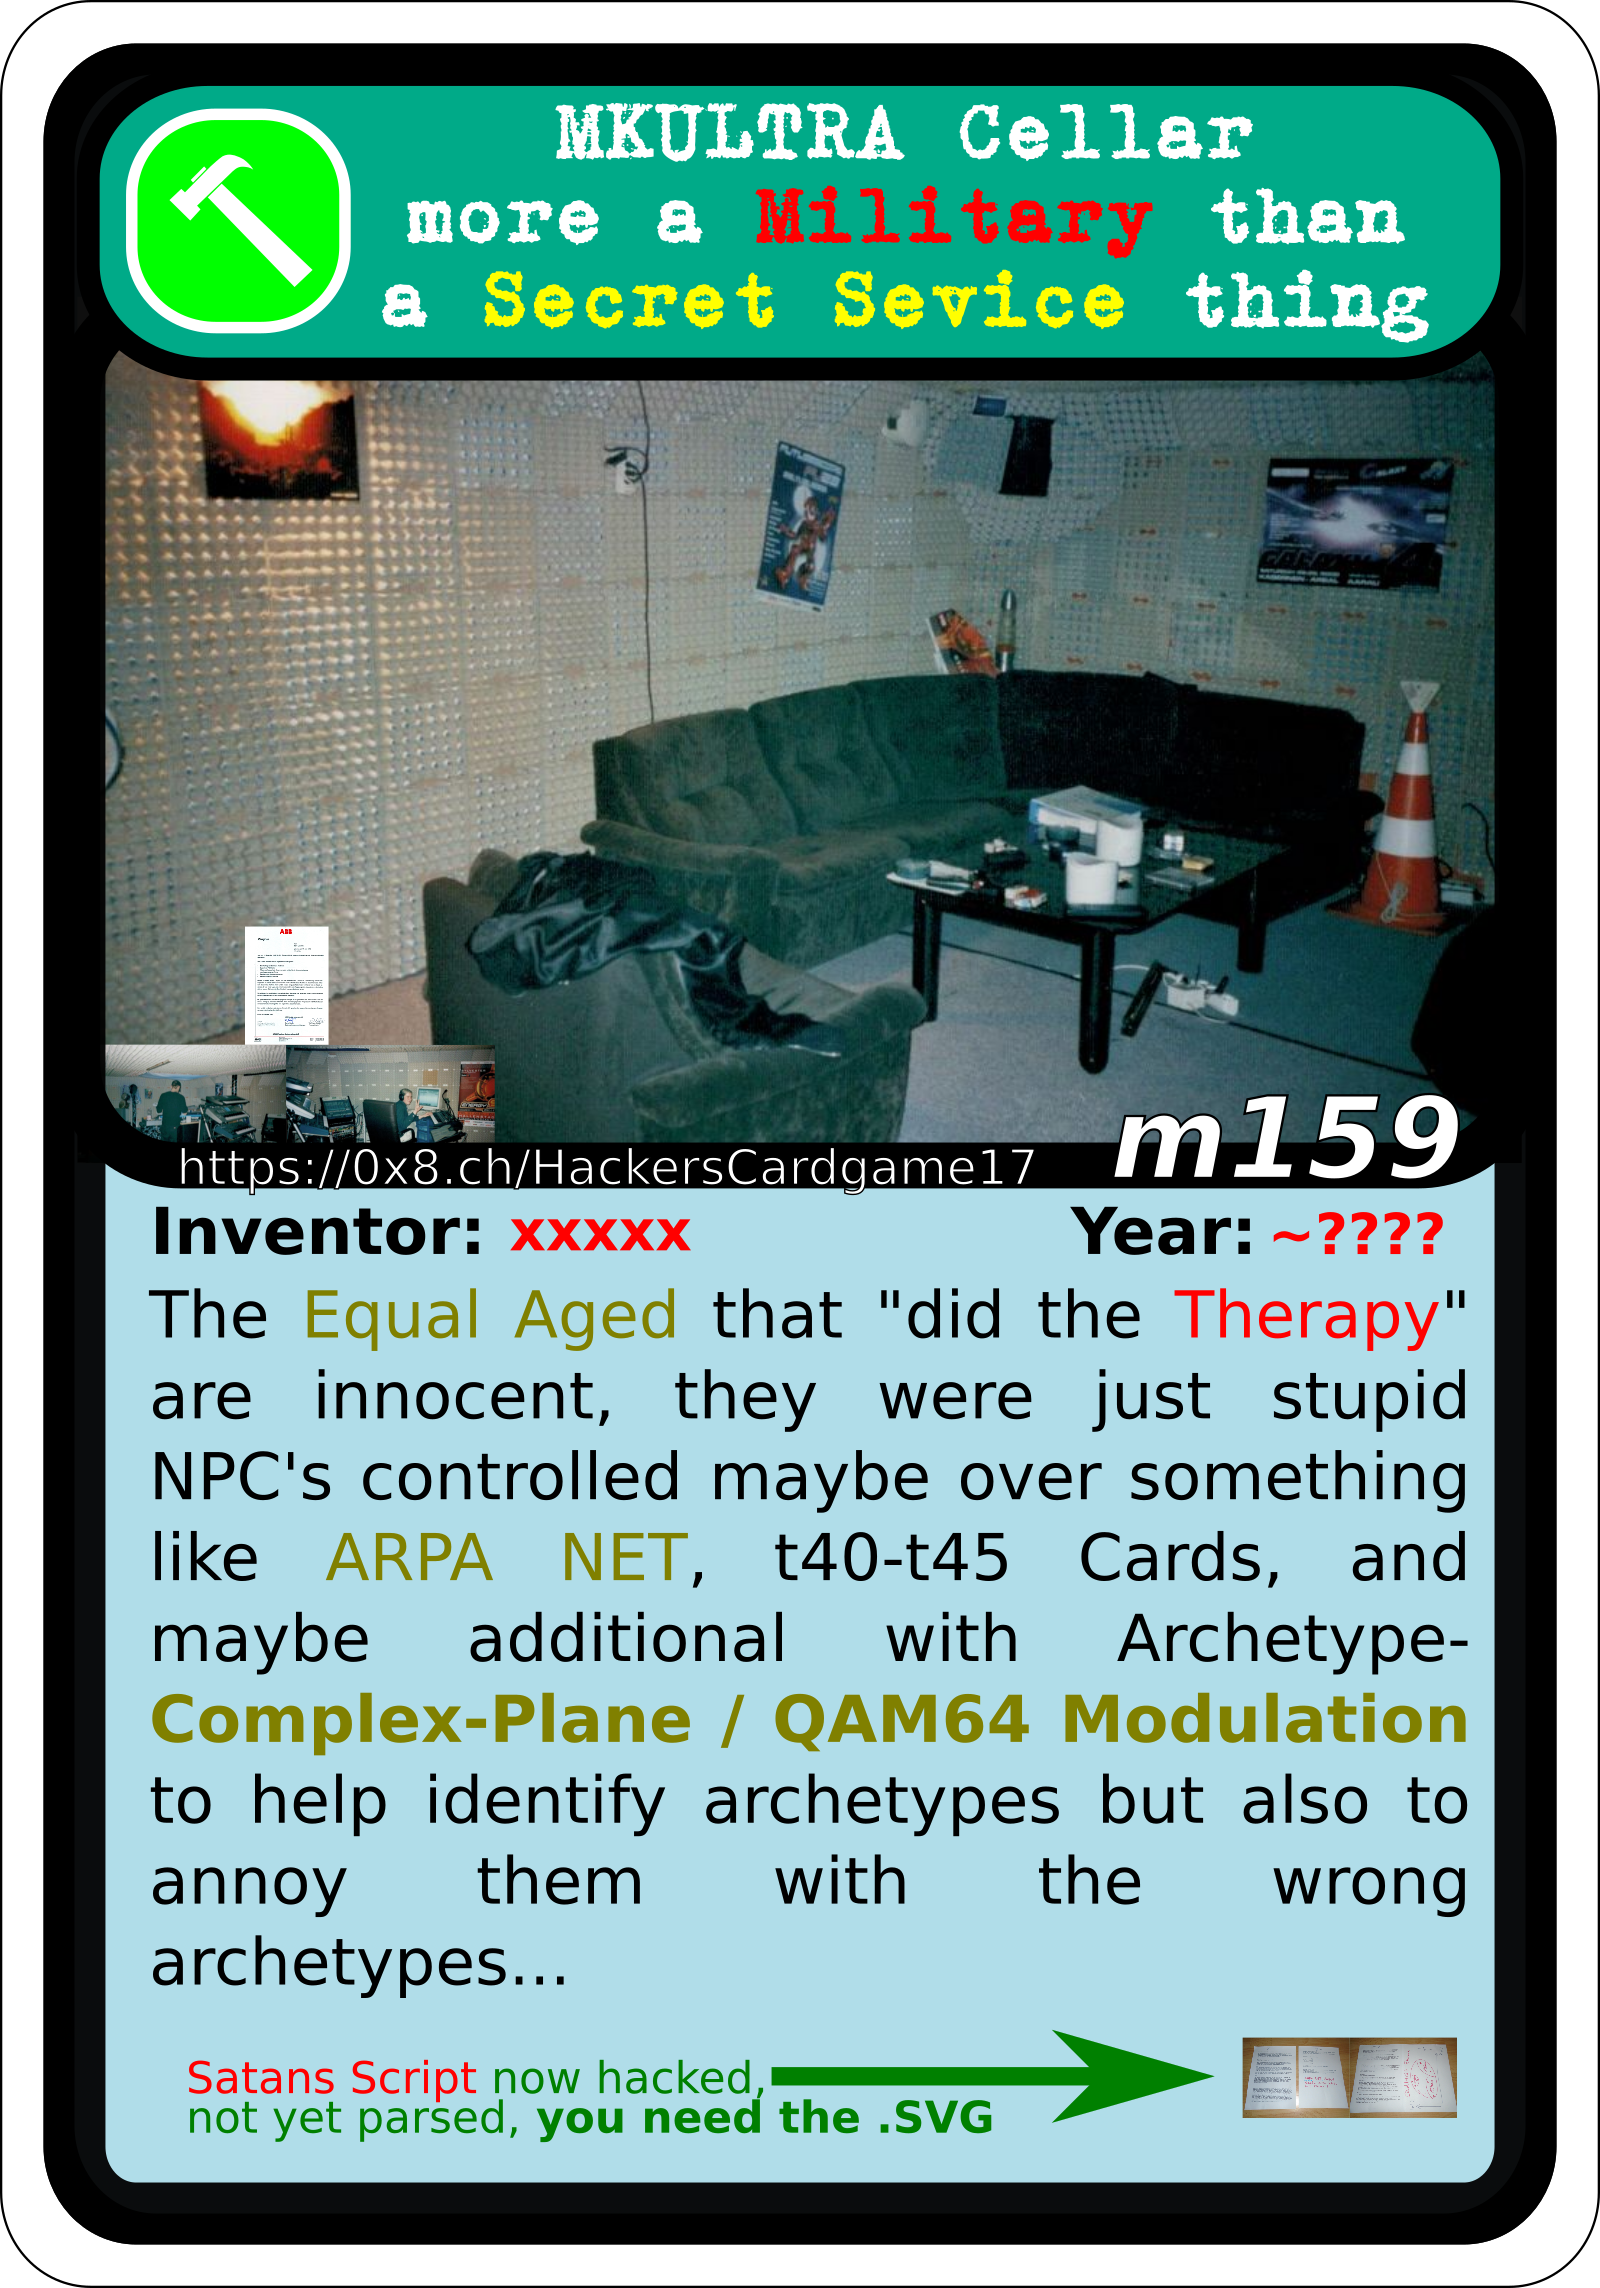 MKULTRA Cellar
more a Military than
a Secret Sevice thing
ABB
https://0x8.ch/HackersCardgame17
m159
Inventor: xxxxx
Year: ~????
The Equal Aged that "did the Therapy"
are innocent, they were just stupid
NPC's controlled maybe over something
like ARPA NET, t40-t45 Cards, and
maybe additional with Archetype-
Complex-Plane / QAM64 Modulation
to help identify archetypes but also to
annoy them with the wrong
archetypes...
Satans Script now hacked,
not yet parsed, you need the .SVG